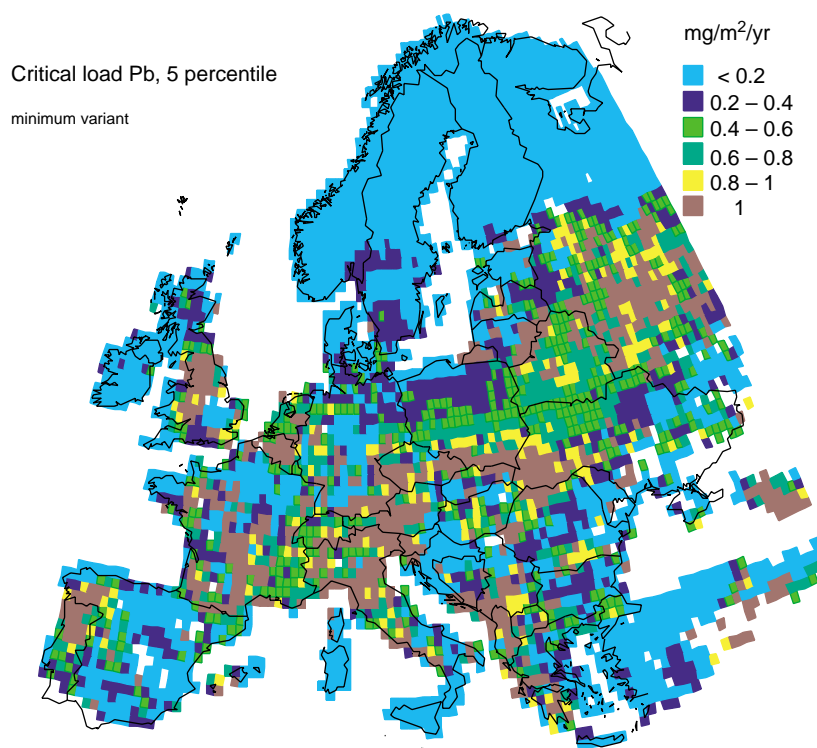 mg/m²/yr
Critical load Pb, 5 percentile
minimum variant
< 0.2
0.2 – 0.4
0.4 – 0.6
0.6 – 0.8
0.8 – 1
1